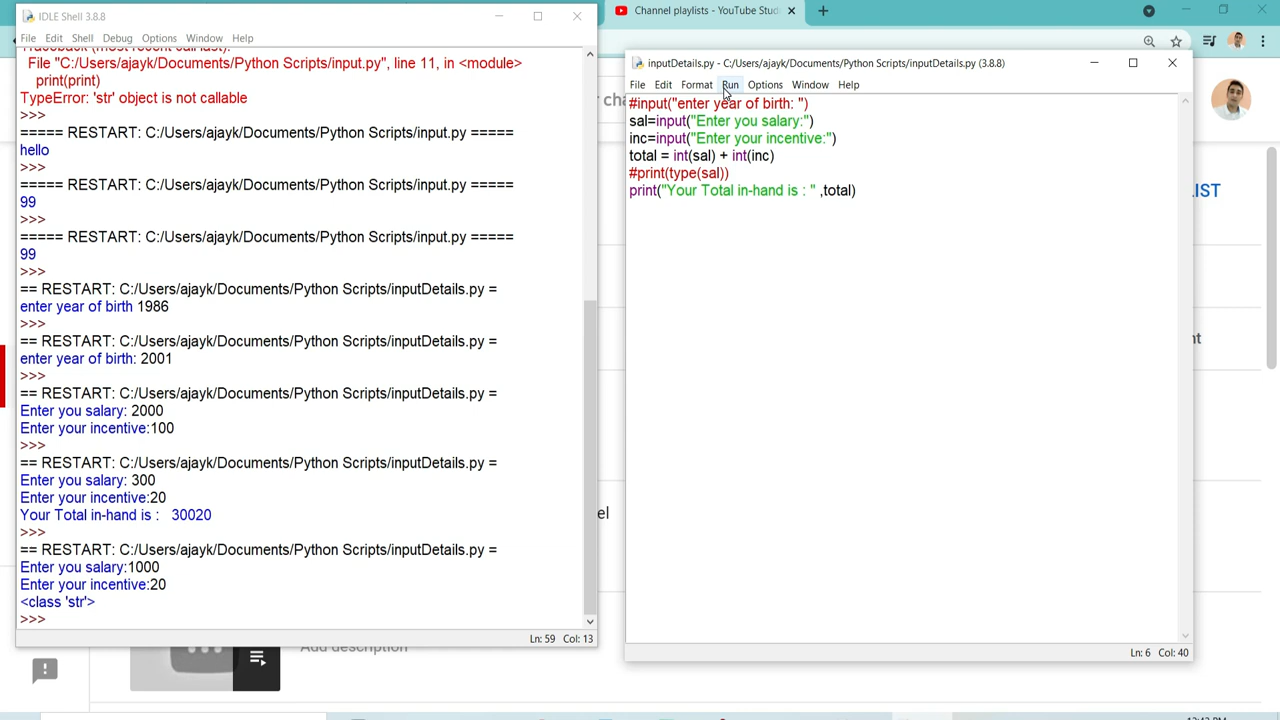 IDLE Shell 3.8.8
File Edit Shell Debug Options Window Help
Traceback (most recent call last):
File "C:/Users/ajayk/Documents/Python Scripts/input.py", line 11, in <module>
print(print)
TypeError: 'str' object is not callable
>>>
===== RESTART: C:/Users/ajayk/Documents/Python Scripts/input.py =====
hello
>>>
===== RESTART: C:/Users/ajayk/Documents/Python Scripts/input.py =====
99
>>>
===== RESTART: C:/Users/ajayk/Documents/Python Scripts/input.py =====
99
>>>
== RESTART: C:/Users/ajayk/Documents/Python Scripts/inputDetails.py =
enter year of birth 1986
>>>
== RESTART: C:/Users/ajayk/Documents/Python Scripts/inputDetails.py =
enter year of birth: 2001
>>>
== RESTART: C:/Users/ajayk/Documents/Python Scripts/inputDetails.py =
Enter you salary: 2000
Enter your incentive:100
>>>
== RESTART: C:/Users/ajayk/Documents/Python Scripts/inputDetails.py =
Enter you salary: 300
Enter your incentive:20
Your Total in-hand is :   30020
>>>
== RESTART: C:/Users/ajayk/Documents/Python Scripts/inputDetails.py =
Enter you salary:1000
Enter your incentive:20
<class 'str'>
>>>
Ln: 59 Col: 13
Channel playlists - YouTube Studi
inputDetails.py - C:/Users/ajayk/Documents/Python Scripts/inputDetails.py (3.8.8)
File Edit Format Run Options Window Help
#input("enter year of birth: ")
sal=input("Enter you salary:")
inc=input("Enter your incentive:")
total = int(sal) + int(inc)
#print(type(sal))
print("Your Total in-hand is : " ,total)
Ln: 6 Col: 40
r cha
IST
nt
el
Add description